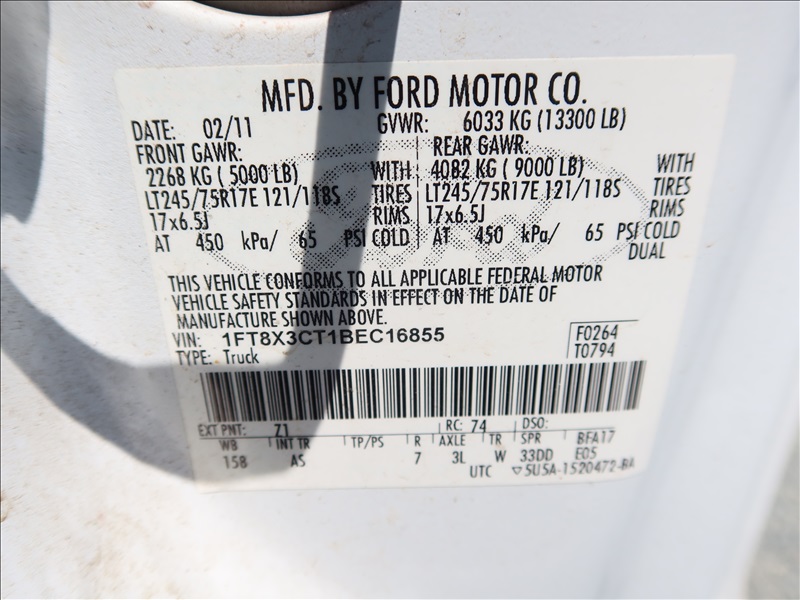 MFD. BY FORD MOTOR CO.
DATE: 02/11 GVWR: 6033 KG (13300 LB)
FRONT GAWR: REAR GAWR:
2268 KG ( 5000 LB) WITH 4082 KG ( 9000 LB) WITH
LT245/75R17E 121/118S TIRES LT245/75R17E 121/118S TIRES
17x6.5J RIMS 17x6.5J RIMS
AT 450 kPa/ 65 PSI COLD AT 450 kPa/ 65 PSI COLD
DUAL
THIS VEHICLE CONFORMS TO ALL APPLICABLE FEDERAL MOTOR
VEHICLE SAFETY STANDARDS IN EFFECT ON THE DATE OF
MANUFACTURE SHOWN ABOVE.
VIN: 1FT8X3CT1BEC16855 F0264
TYPE: Truck T0794
EXT PNT: Z1 RC: 74 DSO:
WB INT TR TP/PS R AXLE TR SPR BFA17
158 AS 7 3L W 33DD E05
UTC ▽5U5A-1520472-BA